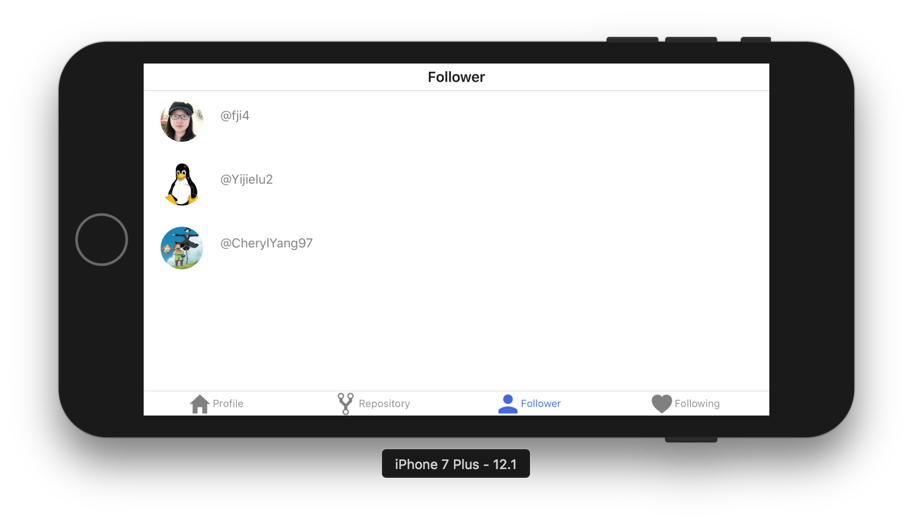 Follower
@fji4
@Yijielu2
@CherylYang97
Profile
Repository
Follower
Following
iPhone 7 Plus - 12.1